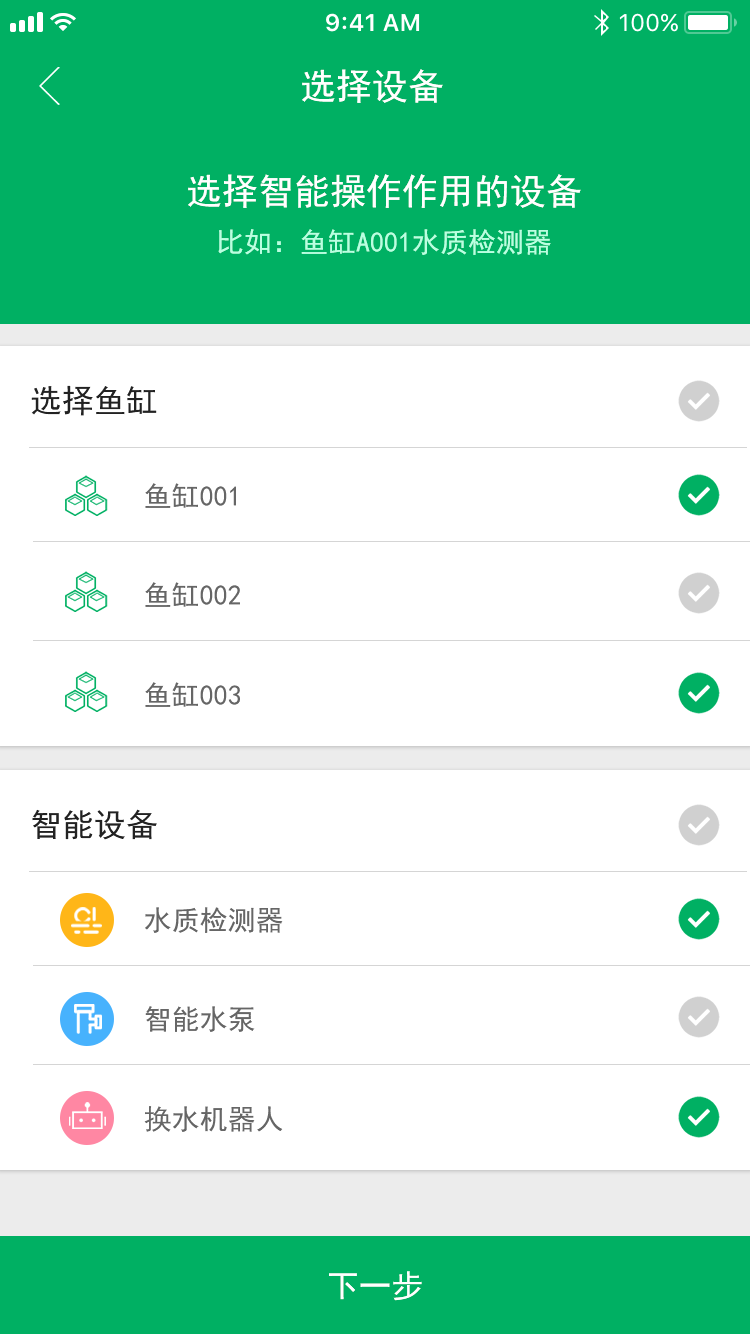 9:41 AM
100%
选择设备
选择智能操作作用的设备
比如：鱼缸A001水质检测器
选择鱼缸
鱼缸001
鱼缸002
鱼缸003
智能设备
水质检测器
智能水泵
换水机器人
下一步